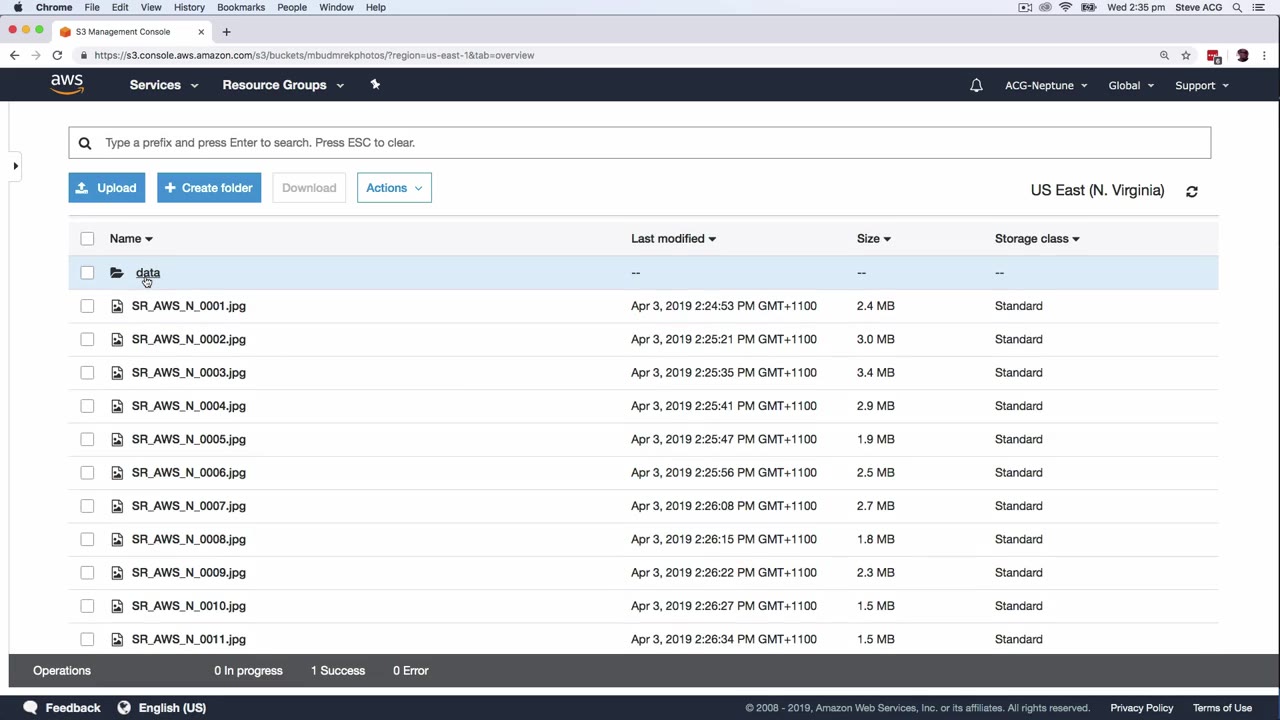 Chrome File Edit View History Bookmarks People Window Help Wed 2:35 pm Steve ACG
S3 Management Console
https://s3.console.aws.amazon.com/s3/buckets/mbudmrekphotos/?region=us-east-1&tab=overview
aws Services Resource Groups ACG-Neptune Global Support
Type a prefix and press Enter to search. Press ESC to clear.
Upload Create folder Download Actions US East (N. Virginia)
Name Last modified Size Storage class
data -- -- --
SR_AWS_N_0001.jpg Apr 3, 2019 2:24:53 PM GMT+1100 2.4 MB Standard
SR_AWS_N_0002.jpg Apr 3, 2019 2:25:21 PM GMT+1100 3.0 MB Standard
SR_AWS_N_0003.jpg Apr 3, 2019 2:25:35 PM GMT+1100 3.4 MB Standard
SR_AWS_N_0004.jpg Apr 3, 2019 2:25:41 PM GMT+1100 2.9 MB Standard
SR_AWS_N_0005.jpg Apr 3, 2019 2:25:47 PM GMT+1100 1.9 MB Standard
SR_AWS_N_0006.jpg Apr 3, 2019 2:25:56 PM GMT+1100 2.5 MB Standard
SR_AWS_N_0007.jpg Apr 3, 2019 2:26:08 PM GMT+1100 2.7 MB Standard
SR_AWS_N_0008.jpg Apr 3, 2019 2:26:15 PM GMT+1100 1.8 MB Standard
SR_AWS_N_0009.jpg Apr 3, 2019 2:26:22 PM GMT+1100 2.3 MB Standard
SR_AWS_N_0010.jpg Apr 3, 2019 2:26:27 PM GMT+1100 1.5 MB Standard
SR_AWS_N_0011.jpg Apr 3, 2019 2:26:34 PM GMT+1100 1.5 MB Standard
Operations 0 In progress 1 Success 0 Error
Feedback English (US) © 2008 - 2019, Amazon Web Services, Inc. or its affiliates. All rights reserved. Privacy Policy Terms of Use